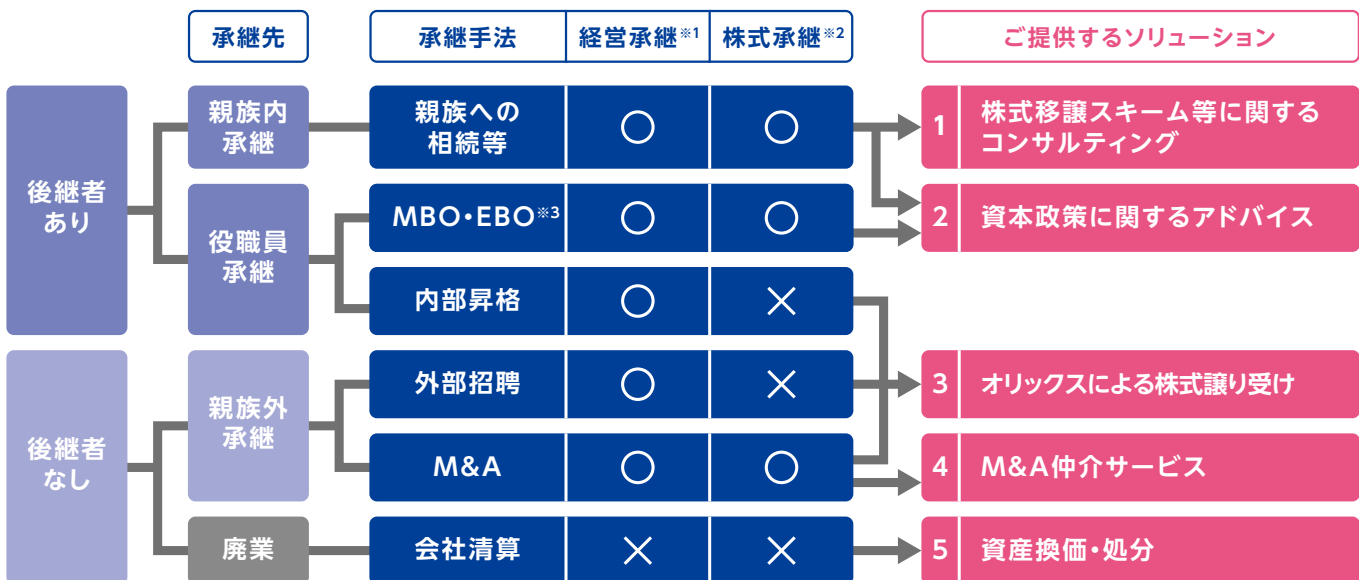 承継先
承継手法 経営承継※1 株式承継※2
ご提供するソリューション
後継者
あり
親族内
承継
親族への
相続等
○ ○
1 株式移譲スキーム等に関する
コンサルティング
役職員
承継
MBO・EBO※3 ○ ○
2 資本政策に関するアドバイス
内部昇格 ○ ×
後継者
なし
親族外
承継
外部招聘 ○ ×
3 オリックスによる株式譲り受け
M&A ○ ○
4 M&A仲介サービス
廃業
会社清算 × ×
5 資産換価・処分